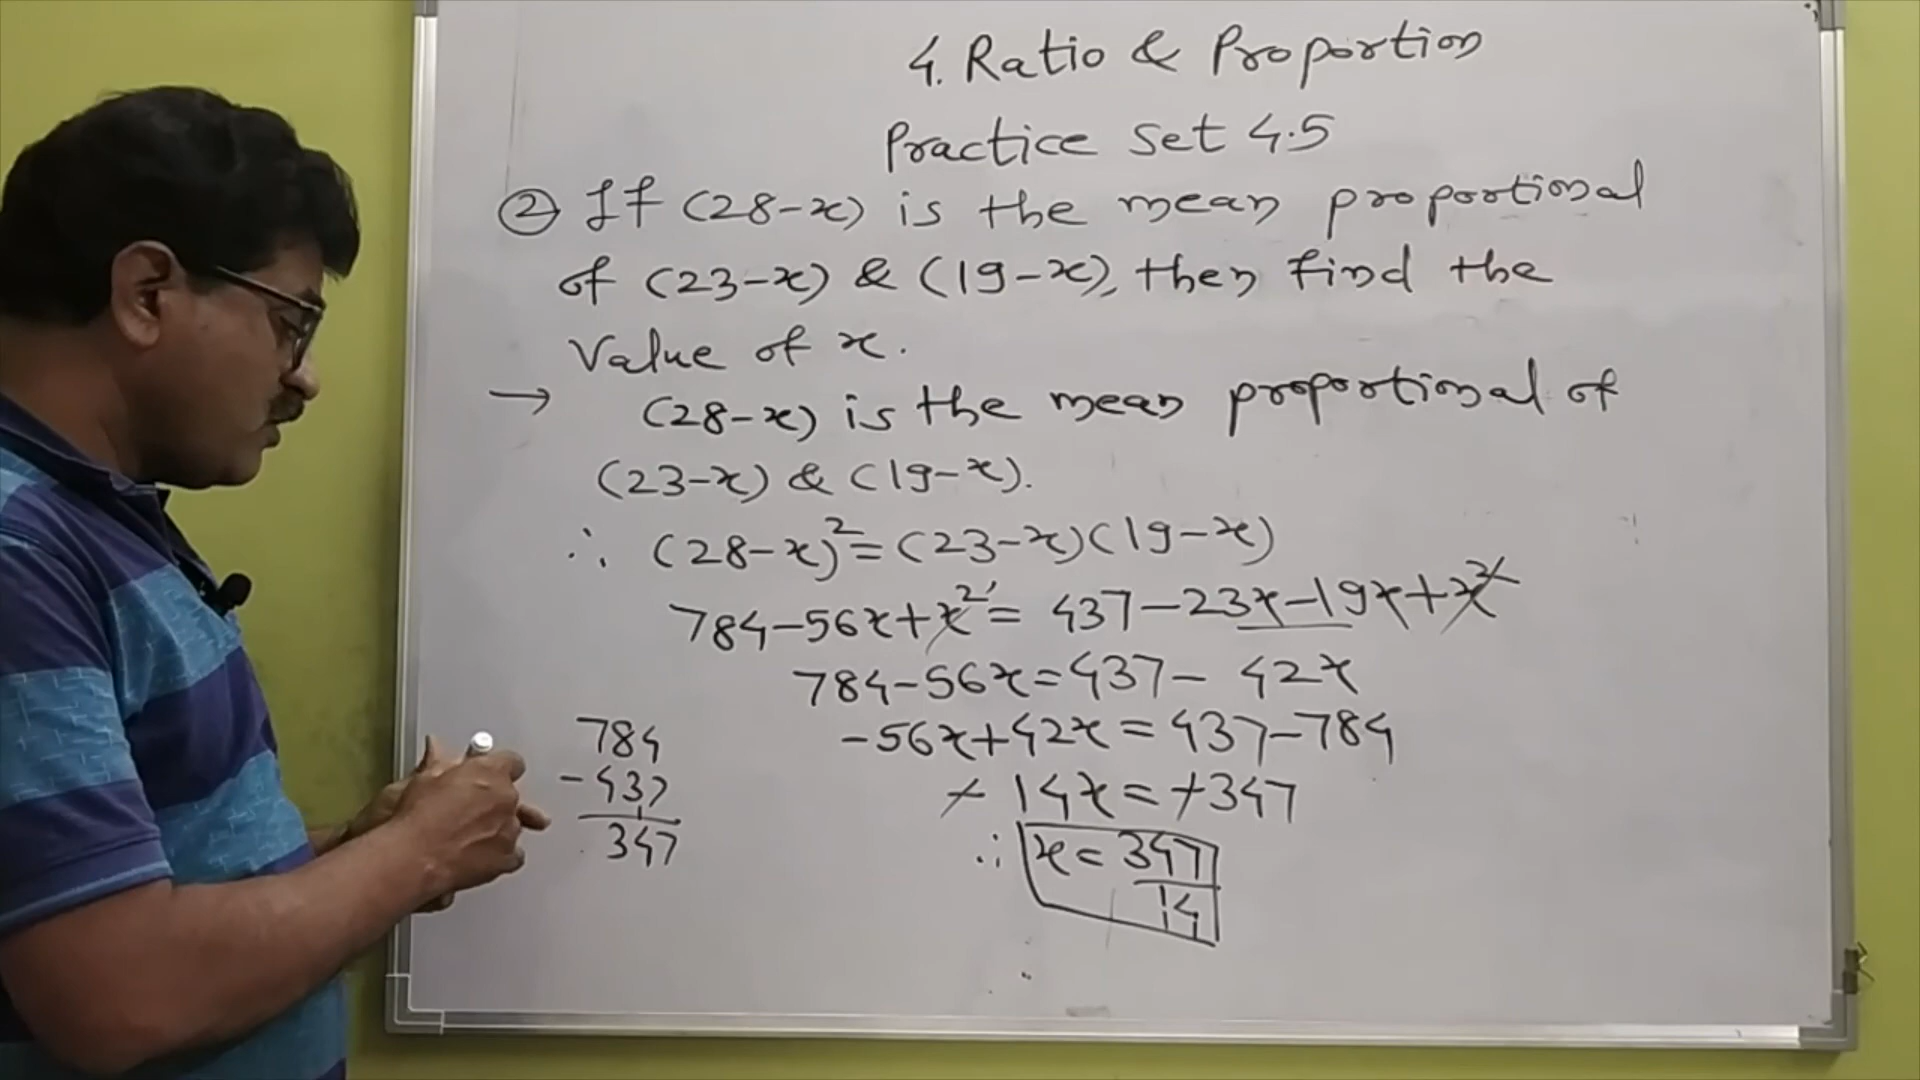 4. Ratio & Proportion
Practice Set 4.5
② If (28-x) is the mean proportional
of (23-x) & (19-x), then find the
Value of x.
→ (28-x) is the mean proportional of
(23-x) & (19-x).
∴ (28-x)²=(23-x)(19-x)
784-56x+x²= 437-23x-19x+x²
784-56x=437- 42x
-56x+42x=437-784
-14x=-347
∴ x=347/14
784
-437
347